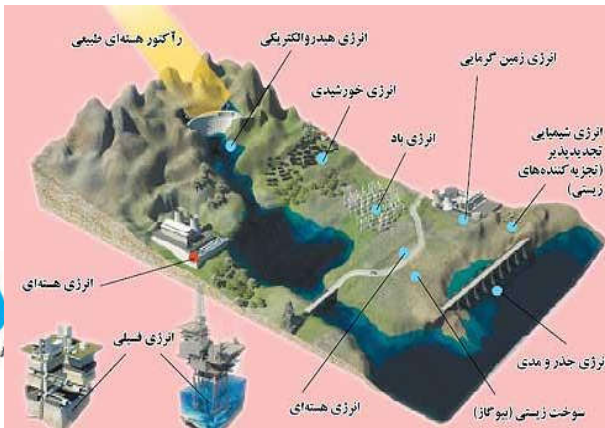 رآکتور هسته‌ای طبیعی
انرژی هیدروالکتریکی
انرژی زمین گرمایی
انرژی خورشیدی
انرژی باد
انرژی شیمیایی
تجدیدپذیر
(تجزیه کننده‌های
زیستی)
انرژی هسته‌ای
انرژی فسیلی
انرژی هسته‌ای
سوخت زیستی (بیوگاز)
نرژی جذر و مدی